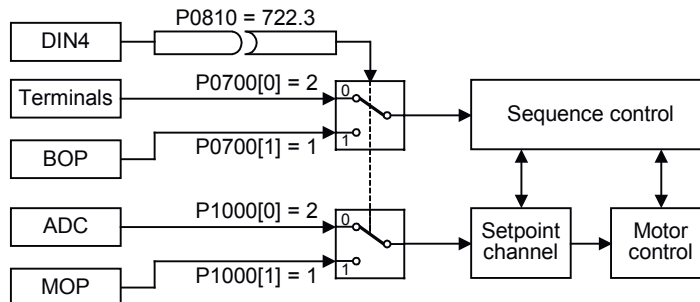 P0810 = 722.3
DIN4
Terminals
P0700[0] = 2
0
1
Sequence control
BOP
P0700[1] = 1
ADC
P1000[0] = 2
0
1
Setpoint
channel
Motor
control
MOP
P1000[1] = 1